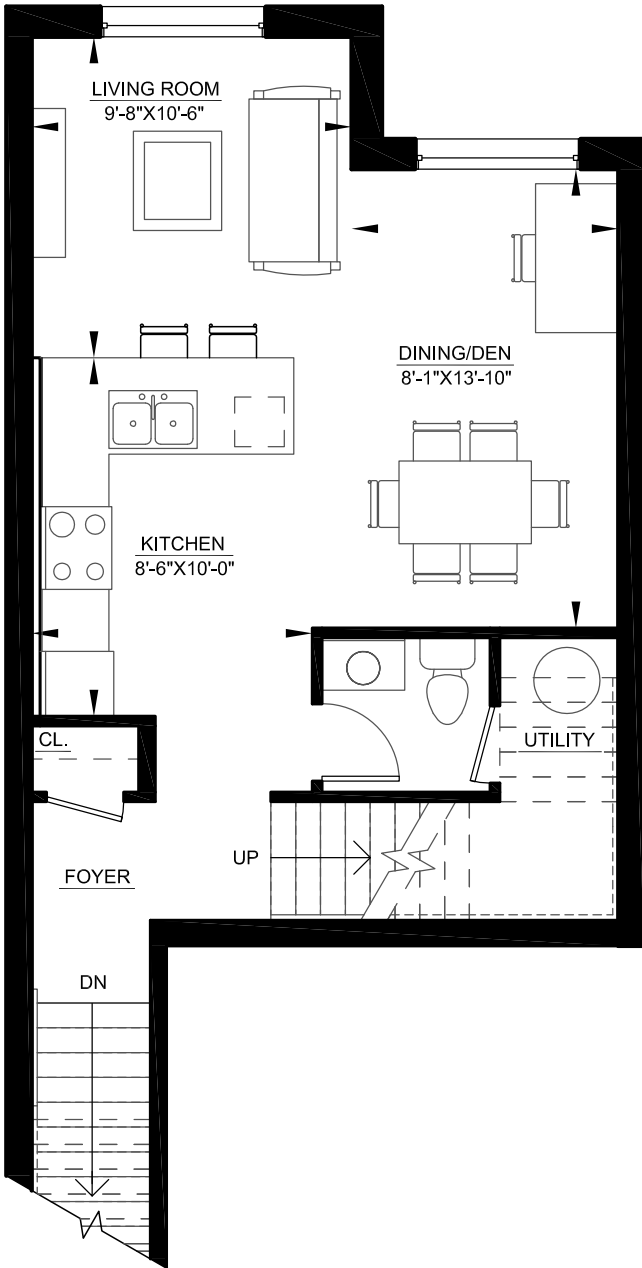 LIVING ROOM
9'-8"X10'-6"
DINING/DEN
8'-1"X13'-10"
KITCHEN
8'-6"X10'-0"
CL.
UTILITY
UP
FOYER
DN